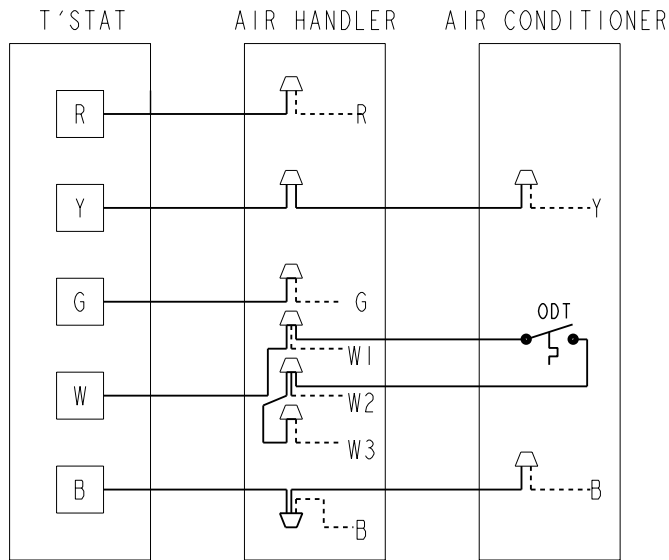 T'STAT AIR HANDLER AIR CONDITIONER
R R
Y Y
G G
ODT
W1
W W2
W3
B B
B